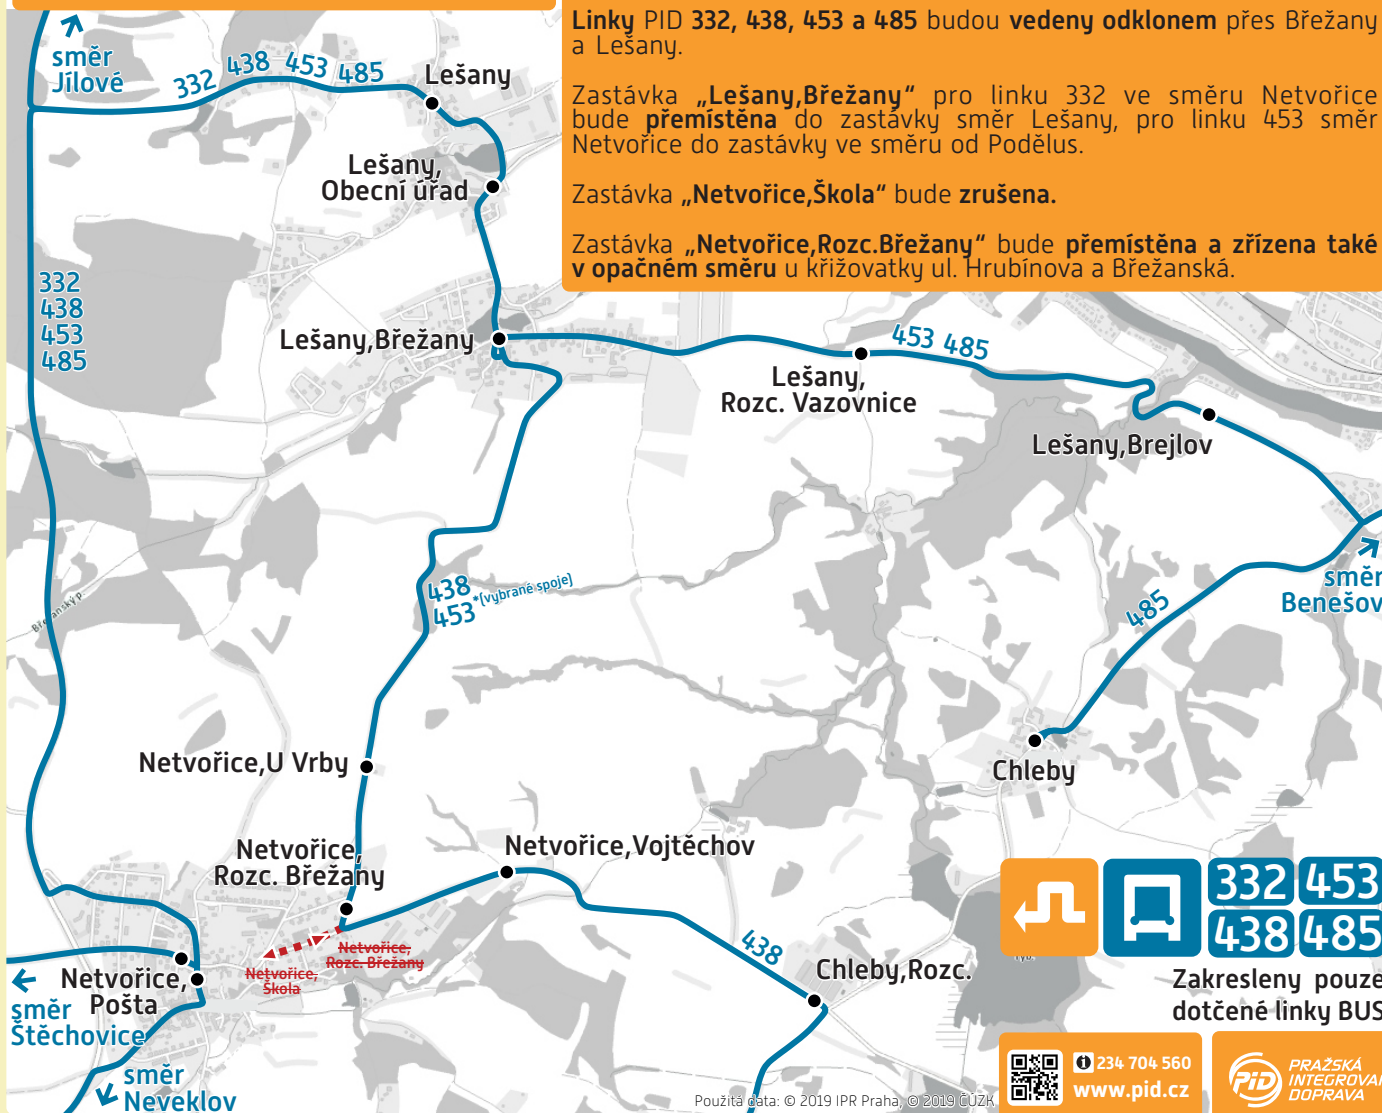 Linky PID 332, 438, 453 a 485 budou vedeny odklonem přes Břežany
a Lešany.
Zastávka „Lešany,Břežany“ pro linku 332 ve směru Netvořice
bude přemístěna do zastávky směr Lešany, pro linku 453 směr
Netvořice do zastávky ve směru od Podělus.
Zastávka „Netvořice,Škola“ bude zrušena.
Zastávka „Netvořice,Rozc.Břežany“ bude přemístěna a zřízena také
v opačném směru u křižovatky ul. Hrubínova a Břežanská.
směr
Jílové
332 438 453 485
Lešany
Lešany,
Obecní úřad
332
438
453
485
Lešany,Břežany
453 485
Lešany,
Rozc. Vazovnice
Lešany,Brejlov
směr
Benešov
485
438
453*(vybrané spoje)
Břežanský p.
Chleby
Netvořice,U Vrby
Netvořice,
Rozc. Břežany
Netvořice,Vojtěchov
Netvořice,
Rozc. Břežany
Netvořice,
Škola
438
Chleby,Rozc.
Netvořice,
Pošta
směr
Štěchovice
směr
Neveklov
332 453
438 485
Zakresleny pouze
dotčené linky BUS
234 704 560
www.pid.cz
PID
PRAŽSKÁ
INTEGROVAN
DOPRAVA
Použitá data: © 2019 IPR Praha, © 2019 ČÚZK